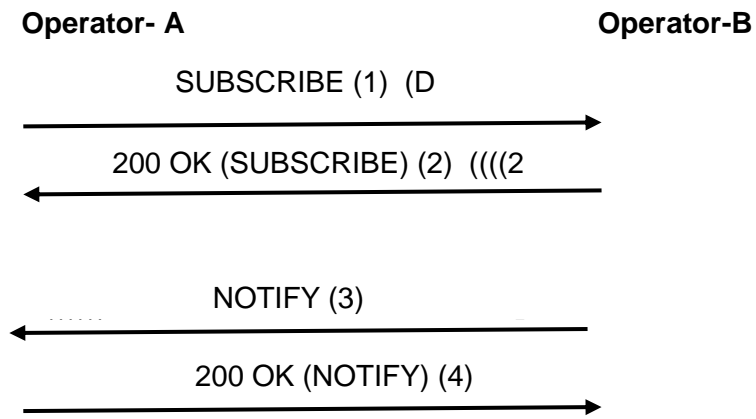 Operator- A Operator-B
SUBSCRIBE (1) (D
200 OK (SUBSCRIBE) (2) ((((2
NOTIFY (3)
200 OK (NOTIFY) (4)